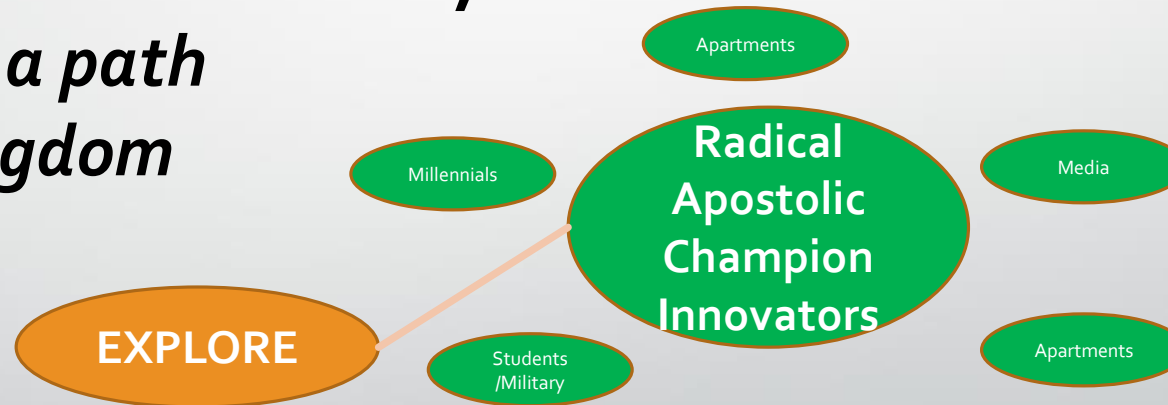 a path
gdom
Apartments
Millennials
Radical
Apostolic
Champion
Innovators
Media
EXPLORE
Students
/Military
Apartments